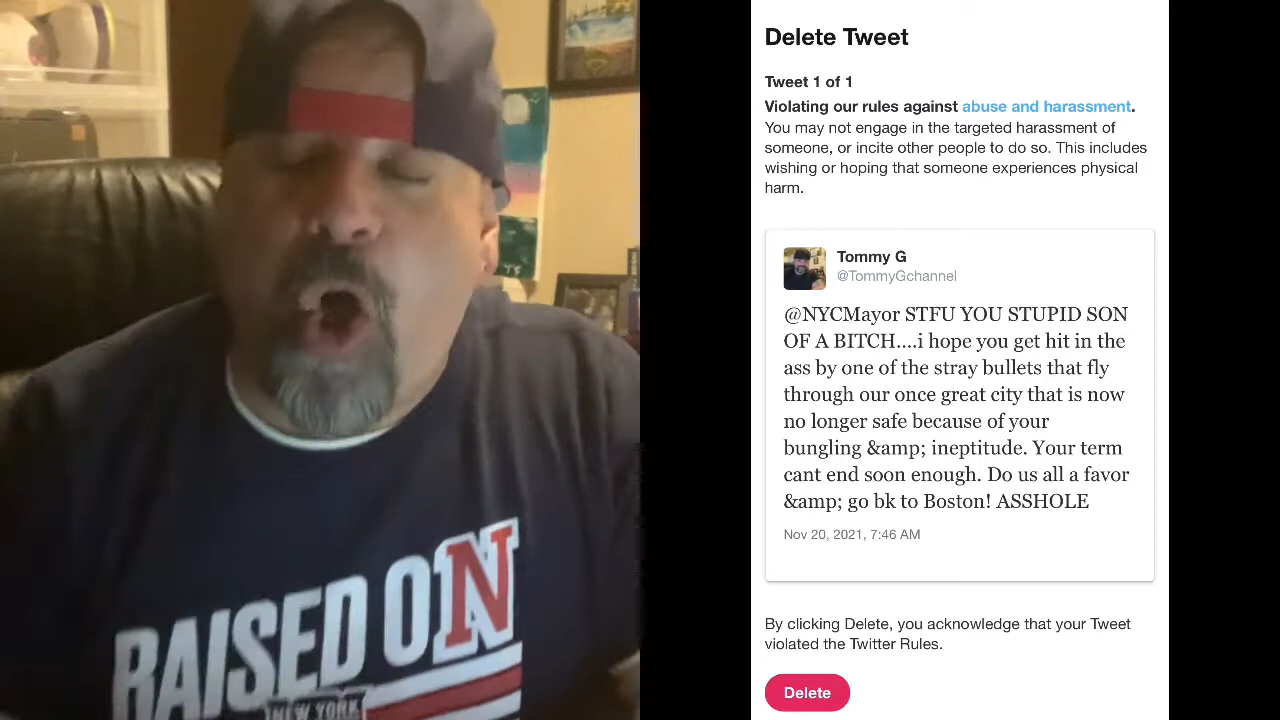 RAISED ON
NEW YORK
Delete Tweet
Tweet 1 of 1
Violating our rules against abuse and harassment.
You may not engage in the targeted harassment of
someone, or incite other people to do so. This includes
wishing or hoping that someone experiences physical
harm.
Tommy G
@TommyGchannel
@NYCMayor STFU YOU STUPID SON
OF A BITCH....i hope you get hit in the
ass by one of the stray bullets that fly
through our once great city that is now
no longer safe because of your
bungling &amp; ineptitude. Your term
cant end soon enough. Do us all a favor
&amp; go bk to Boston! ASSHOLE
Nov 20, 2021, 7:46 AM
By clicking Delete, you acknowledge that your Tweet
violated the Twitter Rules.
Delete